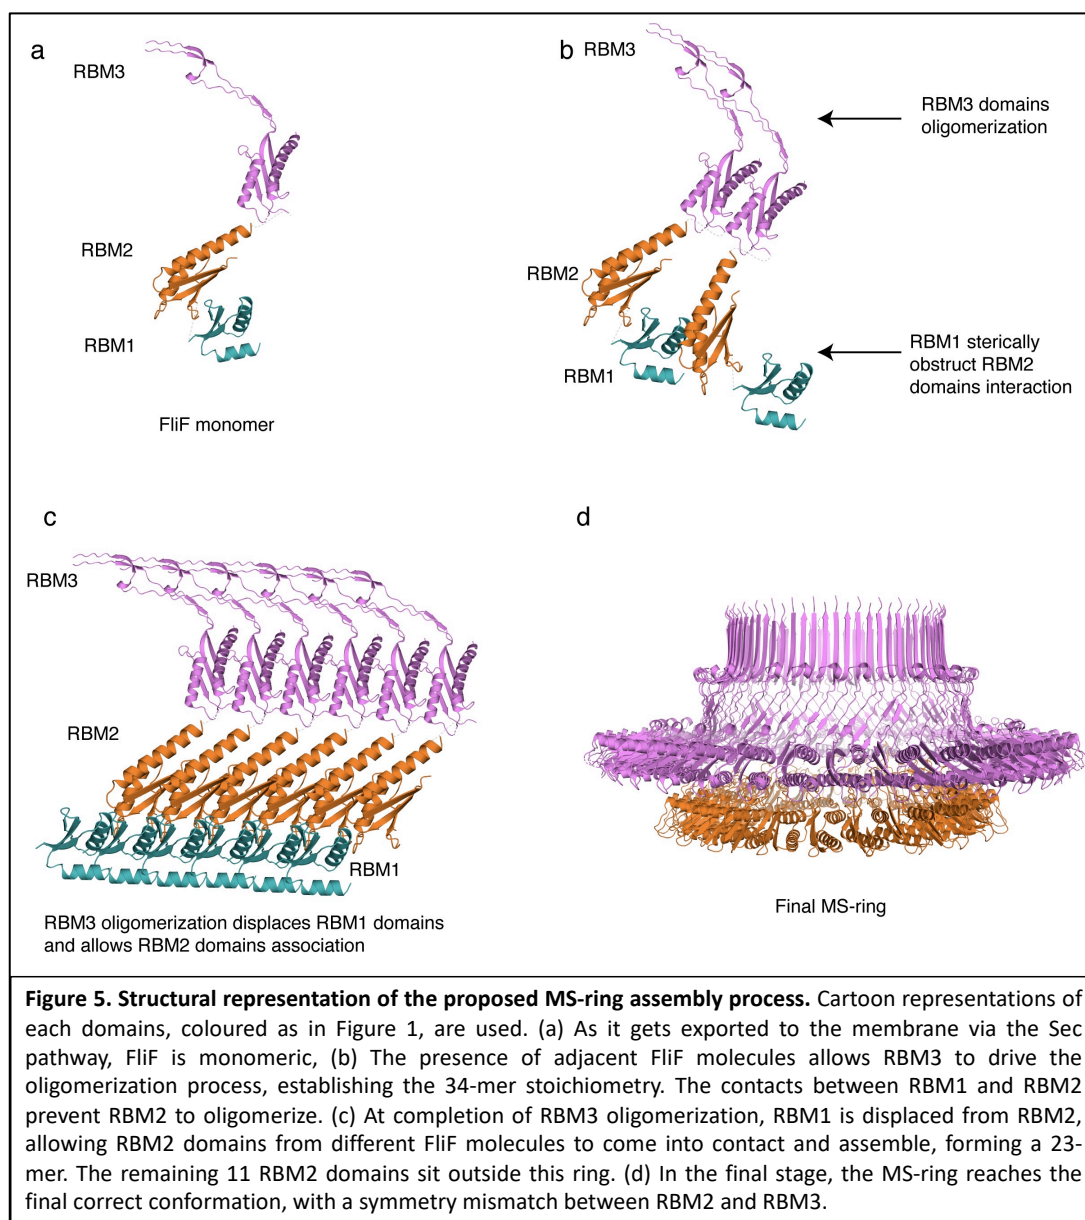 a
RBM3
RBM2
RBM1
FliF monomer
b
RBM3
RBM3 domains
oligomerization
RBM2
RBM1
RBM1 sterically
obstruct RBM2
domains interaction
c
RBM3
RBM2
RBM1
RBM3 oligomerization displaces RBM1 domains
and allows RBM2 domains association
d
Final MS-ring
Figure 5. Structural representation of the proposed MS-ring assembly process. Cartoon representations of
each domains, coloured as in Figure 1, are used. (a) As it gets exported to the membrane via the Sec
pathway, FliF is monomeric, (b) The presence of adjacent FliF molecules allows RBM3 to drive the
oligomerization process, establishing the 34-mer stoichiometry. The contacts between RBM1 and RBM2
prevent RBM2 to oligomerize. (c) At completion of RBM3 oligomerization, RBM1 is displaced from RBM2,
allowing RBM2 domains from different FliF molecules to come into contact and assemble, forming a 23-
mer. The remaining 11 RBM2 domains sit outside this ring. (d) In the final stage, the MS-ring reaches the
final correct conformation, with a symmetry mismatch between RBM2 and RBM3.